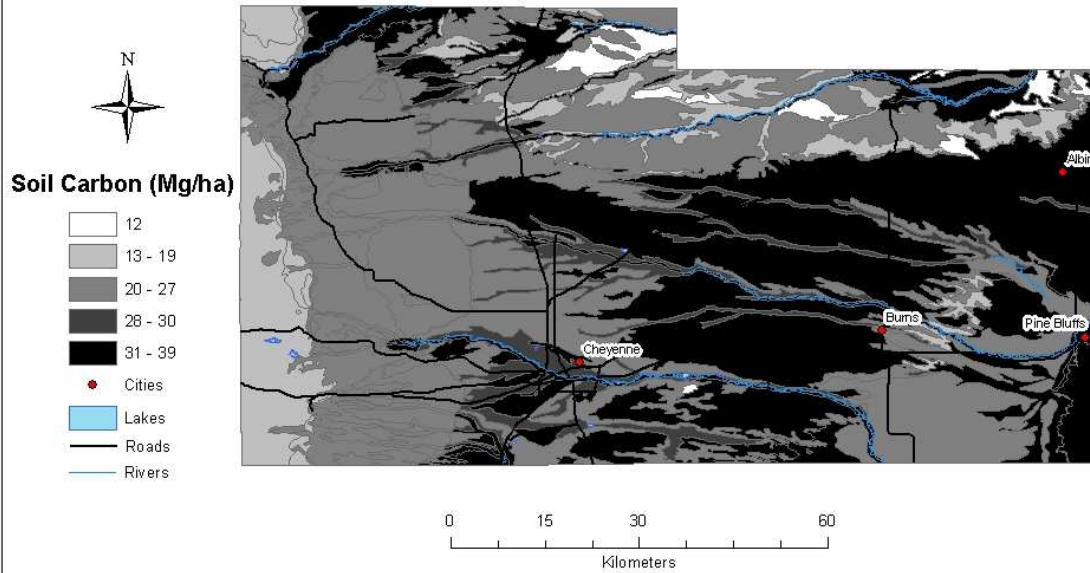 N
Soil Carbon (Mg/ha)
12
13 - 19
20 - 27
28 - 30
31 - 39
Cities
Lakes
Roads
Rivers
Albin
Burns
Pine Bluffs
Cheyenne
0 15 30 60
Kilometers